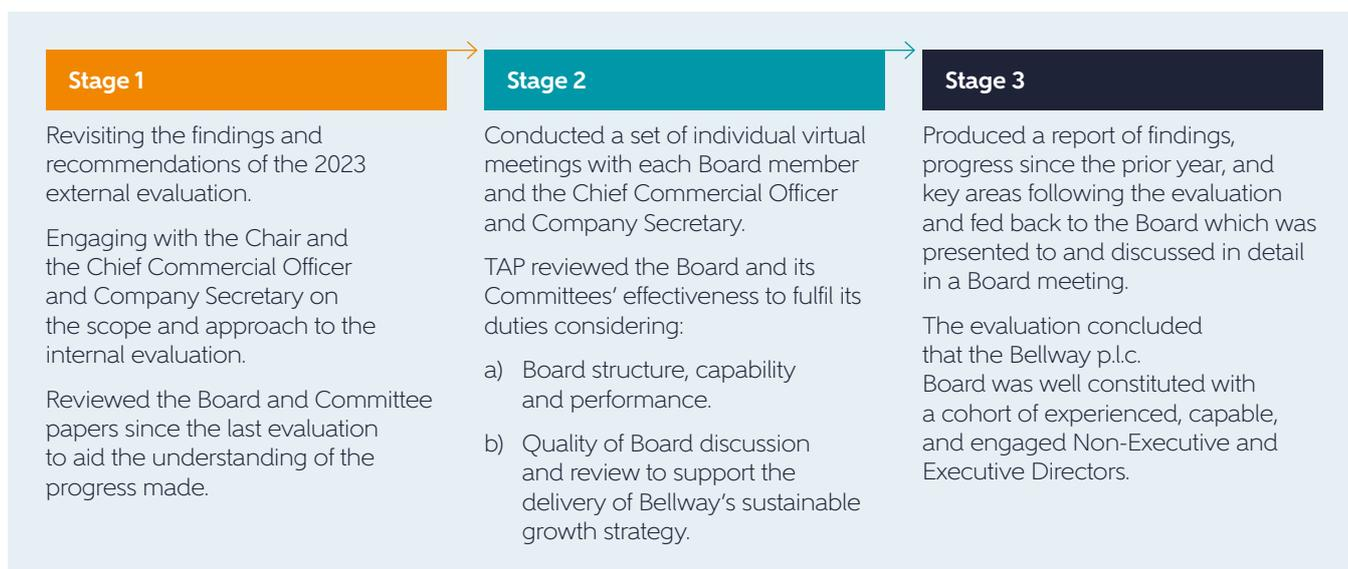 Stage 1
Revisiting the findings and
recommendations of the 2023
external evaluation.
Engaging with the Chair and
the Chief Commercial Officer
and Company Secretary on
the scope and approach to the
internal evaluation.
Reviewed the Board and Committee
papers since the last evaluation
to aid the understanding of the
progress made.
Stage 2
Conducted a set of individual virtual
meetings with each Board member
and the Chief Commercial Officer
and Company Secretary.
TAP reviewed the Board and its
Committees’ effectiveness to fulfil its
duties considering:
a) Board structure, capability
and performance.
b) Quality of Board discussion
and review to support the
delivery of Bellway’s sustainable
growth strategy.
Stage 3
Produced a report of findings,
progress since the prior year, and
key areas following the evaluation
and fed back to the Board which was
presented to and discussed in detail
in a Board meeting.
The evaluation concluded
that the Bellway p.l.c.
Board was well constituted with
a cohort of experienced, capable,
and engaged Non-Executive and
Executive Directors.